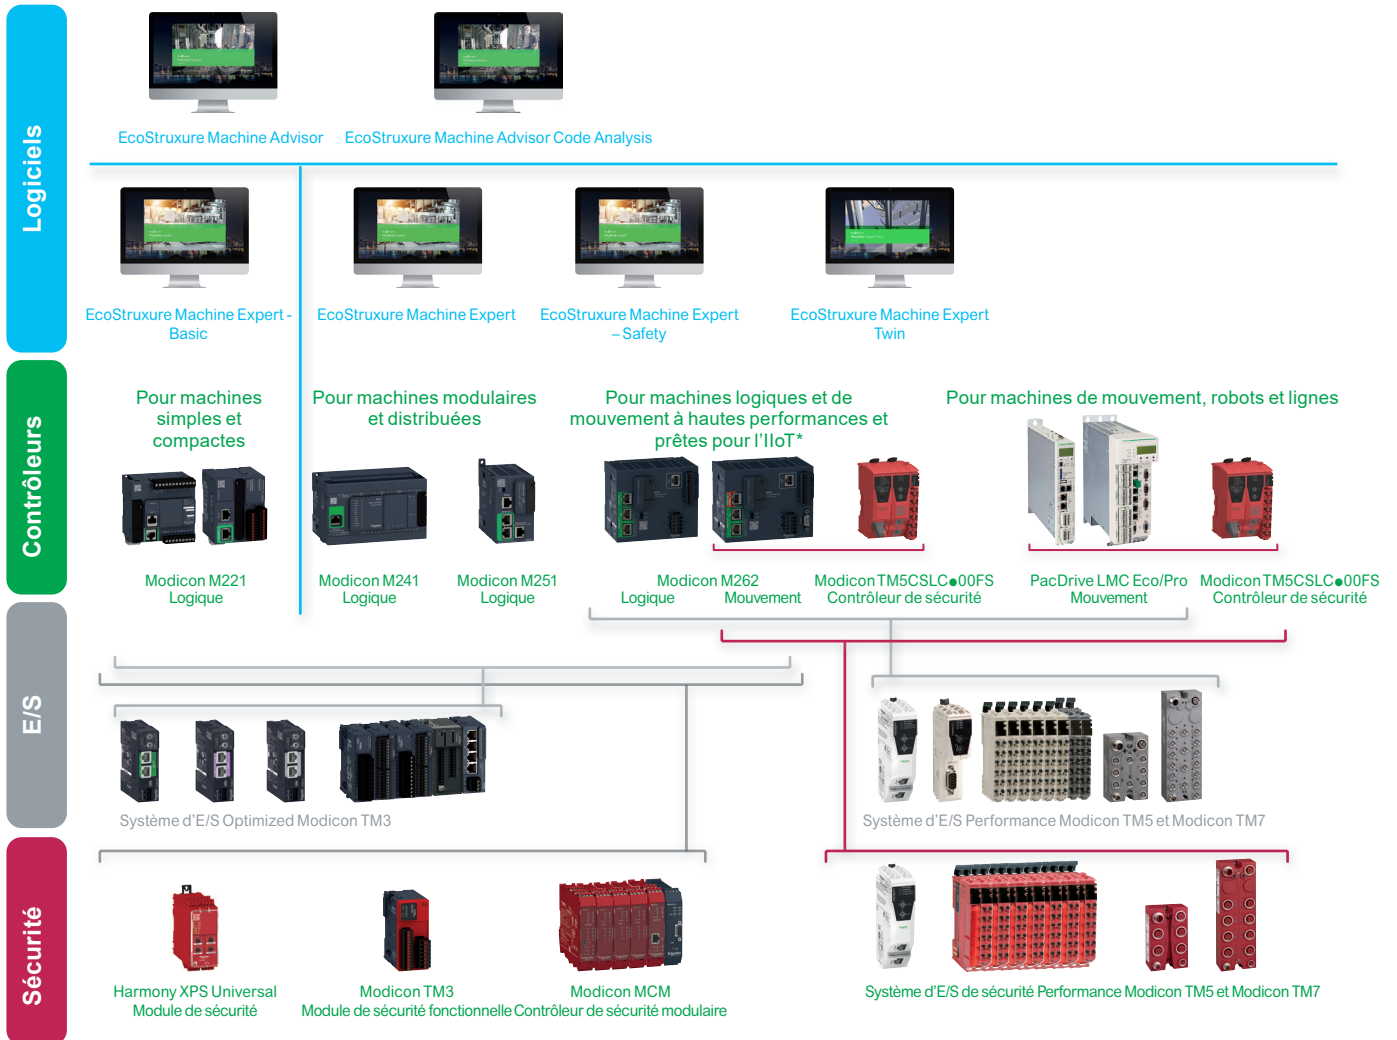 Logiciels
EcoStruxure Machine Advisor
EcoStruxure Machine Advisor Code Analysis
EcoStruxure Machine Expert -
Basic
EcoStruxure Machine Expert
EcoStruxure Machine Expert
– Safety
EcoStruxure Machine Expert
Twin
Contrôleurs
Pour machines
simples et
compactes
Pour machines modulaires
et distribuées
Pour machines logiques et de
mouvement à hautes performances et
prêtes pour l'IIoT*
Pour machines de mouvement, robots et lignes
Modicon M221
Logique
Modicon M241
Logique
Modicon M251
Logique
Modicon M262
Logique Mouvement
Modicon TM5CSLC●00FS
Contrôleur de sécurité
PacDrive LMC Eco/Pro
Mouvement
Modicon TM5CSLC●00FS
Contrôleur de sécurité
E/S
Système d'E/S Optimized Modicon TM3
Système d'E/S Performance Modicon TM5 et Modicon TM7
Sécurité
Harmony XPS Universal
Module de sécurité
Modicon TM3
Module de sécurité fonctionnelle
Modicon MCM
Contrôleur de sécurité modulaire
Système d'E/S de sécurité Performance Modicon TM5 et Modicon TM7